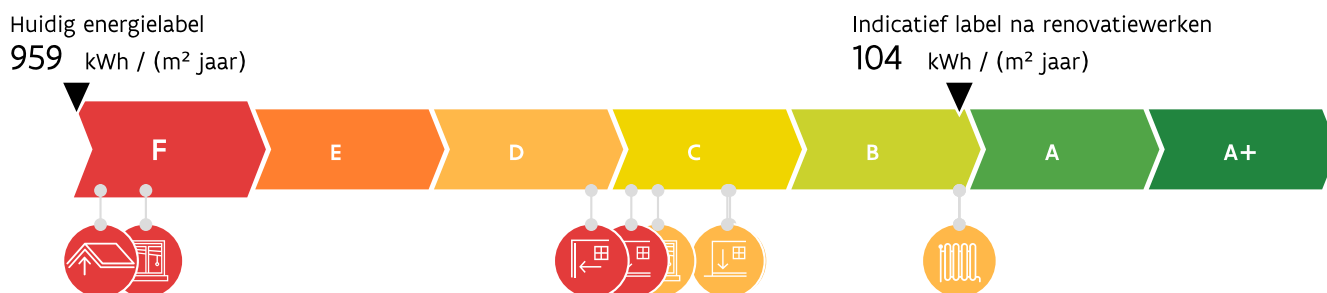 Huidig energielabel
959 kWh / (m² jaar)
Indicatief label na renovatiewerken
104 kWh / (m² jaar)
F E D C B A A+